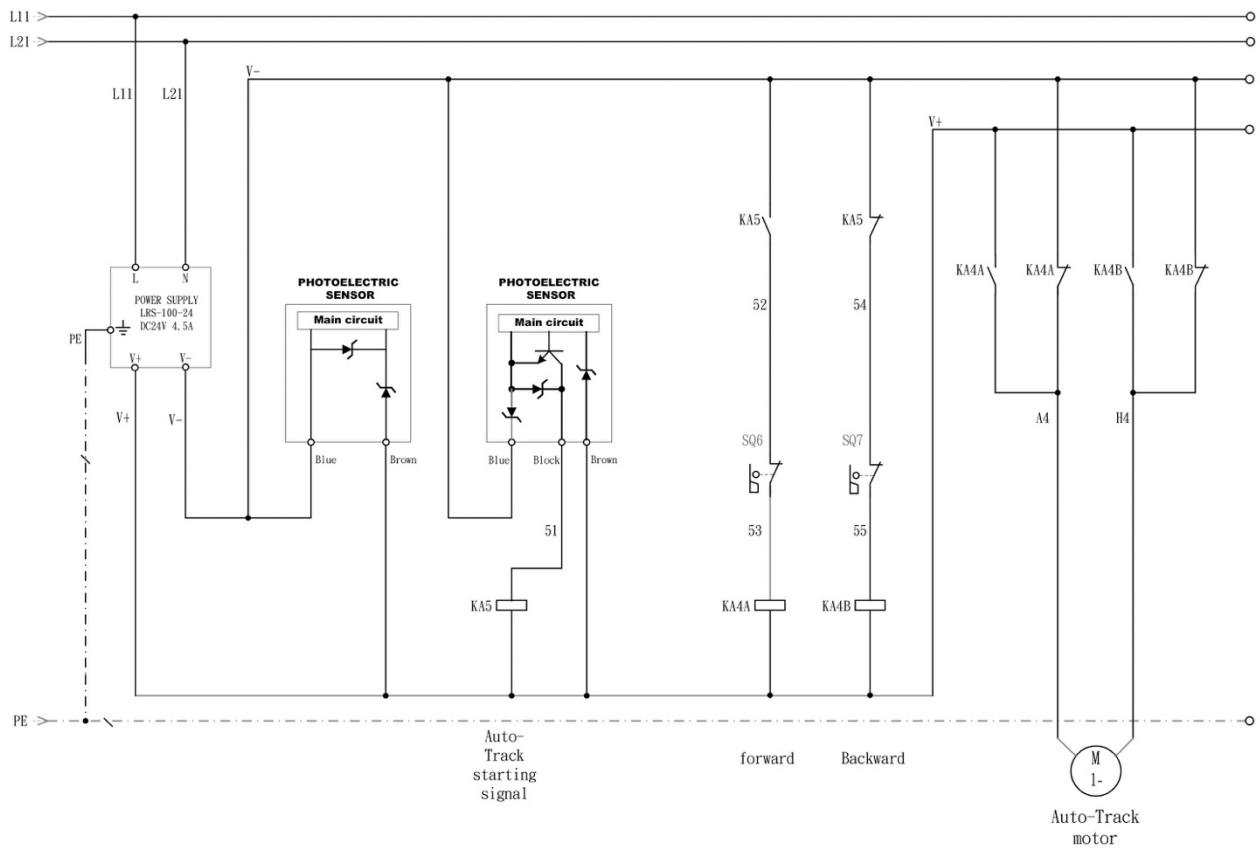 L11
L21
V-
L11
L21
V+
KA5
KA5
KA4A
KA4A
KA4B
KA4B
L
N
POWER SUPPLY
LRS-100-24
DC24V 4.5A
PE
V+
V-
PHOTOELECTRIC
SENSOR
Main circuit
PHOTOELECTRIC
SENSOR
Main circuit
52
54
V+
V-
A4
H4
Blue
Brown
Blue
Block
Brown
SQ6
SQ7
51
53
55
KA5
KA4A
KA4B
PE
Auto-
Track
starting
signal
forward
Backward
M
1-
Auto-Track
motor